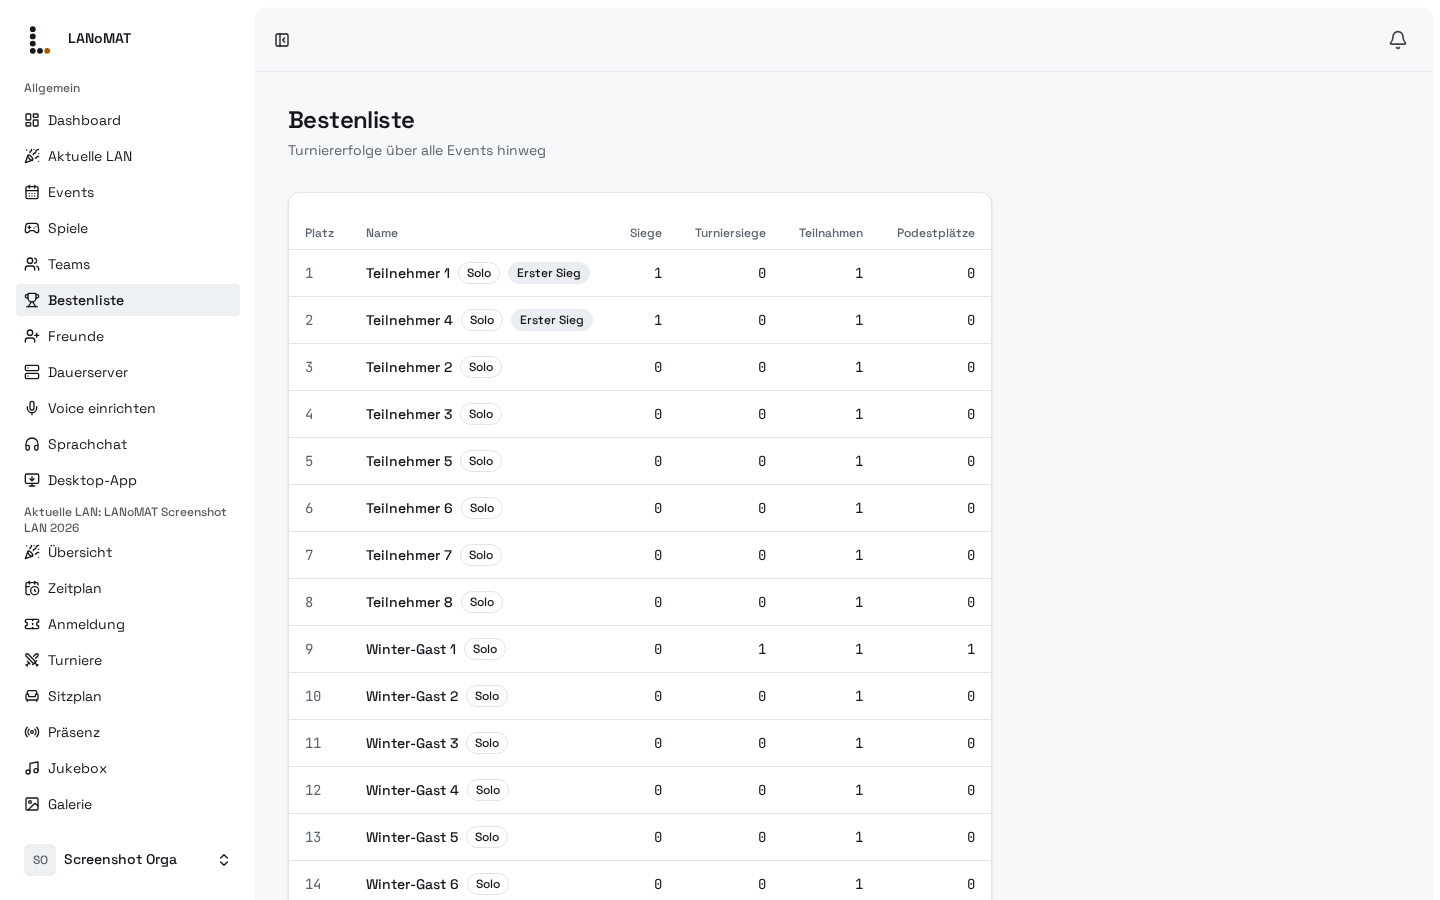 LANoMAT
Allgemein
Dashboard
Aktuelle LAN
Events
Spiele
Teams
Bestenliste
Freunde
Dauerserver
Voice einrichten
Sprachchat
Desktop-App
Aktuelle LAN: LANoMAT Screenshot
LAN 2026
Übersicht
Zeitplan
Anmeldung
Turniere
Sitzplan
Präsenz
Jukebox
Galerie
SO Screenshot Orga
Bestenliste
Turniererfolge über alle Events hinweg
Platz Name Siege Turniersiege Teilnahmen Podestplätze
1 Teilnehmer 1 Solo Erster Sieg 1 0 1 0
2 Teilnehmer 4 Solo Erster Sieg 1 0 1 0
3 Teilnehmer 2 Solo 0 0 1 0
4 Teilnehmer 3 Solo 0 0 1 0
5 Teilnehmer 5 Solo 0 0 1 0
6 Teilnehmer 6 Solo 0 0 1 0
7 Teilnehmer 7 Solo 0 0 1 0
8 Teilnehmer 8 Solo 0 0 1 0
9 Winter-Gast 1 Solo 0 1 1 1
10 Winter-Gast 2 Solo 0 0 1 0
11 Winter-Gast 3 Solo 0 0 1 0
12 Winter-Gast 4 Solo 0 0 1 0
13 Winter-Gast 5 Solo 0 0 1 0
14 Winter-Gast 6 Solo 0 0 1 0